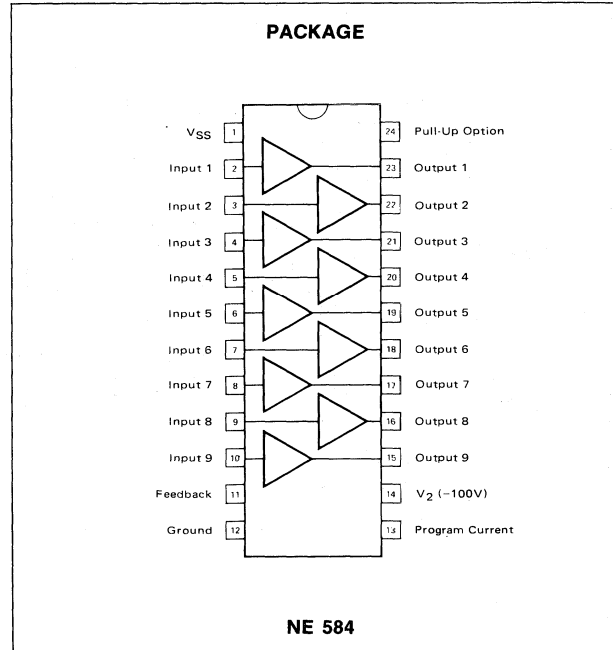 PACKAGE
VSS 1 24 Pull-Up Option
Input 1 2 23 Output 1
Input 2 3 22 Output 2
Input 3 4 21 Output 3
Input 4 5 20 Output 4
Input 5 6 19 Output 5
Input 6 7 18 Output 6
Input 7 8 17 Output 7
Input 8 9 16 Output 8
Input 9 10 15 Output 9
Feedback 11 14 V2 (-100V)
Ground 12 13 Program Current
NE 584